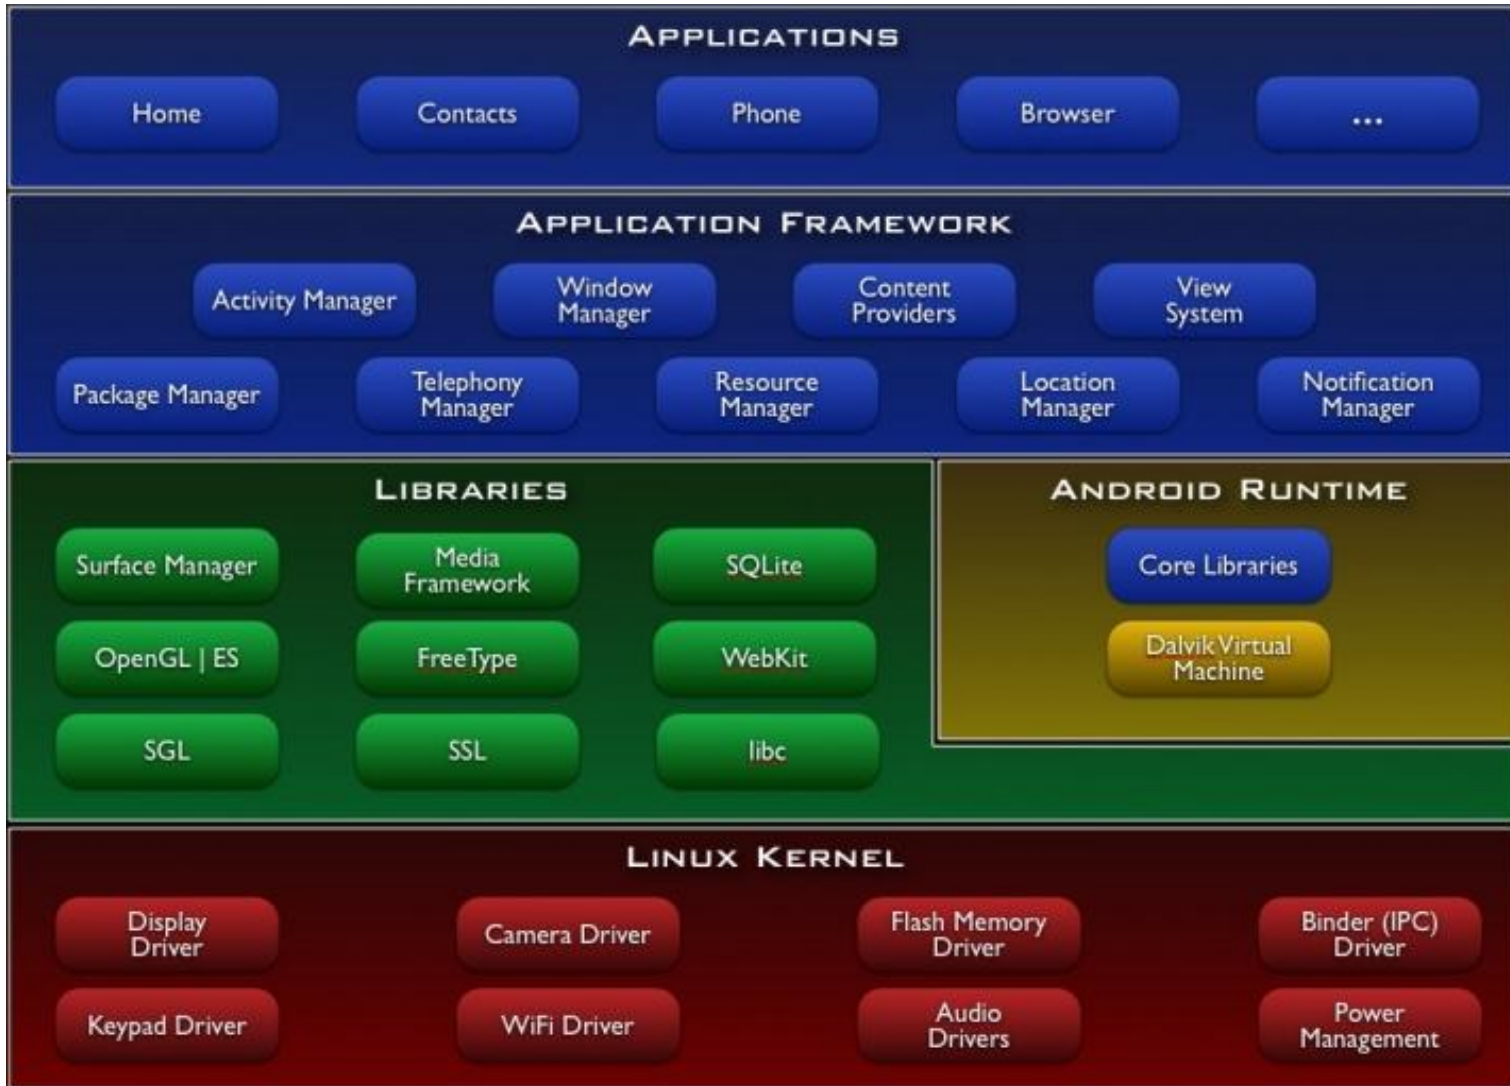 APPLICATIONS
Home
Contacts
Phone
Browser
...
APPLICATION FRAMEWORK
Activity Manager
Window
Manager
Content
Providers
View
System
Package Manager
Telephony
Manager
Resource
Manager
Location
Manager
Notification
Manager
LIBRARIES
Surface Manager
Media
Framework
SQLite
OpenGL | ES
FreeType
WebKit
SGL
SSL
libc
ANDROID RUNTIME
Core Libraries
Dalvik Virtual
Machine
LINUX KERNEL
Display
Driver
Camera Driver
Flash Memory
Driver
Binder (IPC)
Driver
Keypad Driver
WiFi Driver
Audio
Drivers
Power
Management